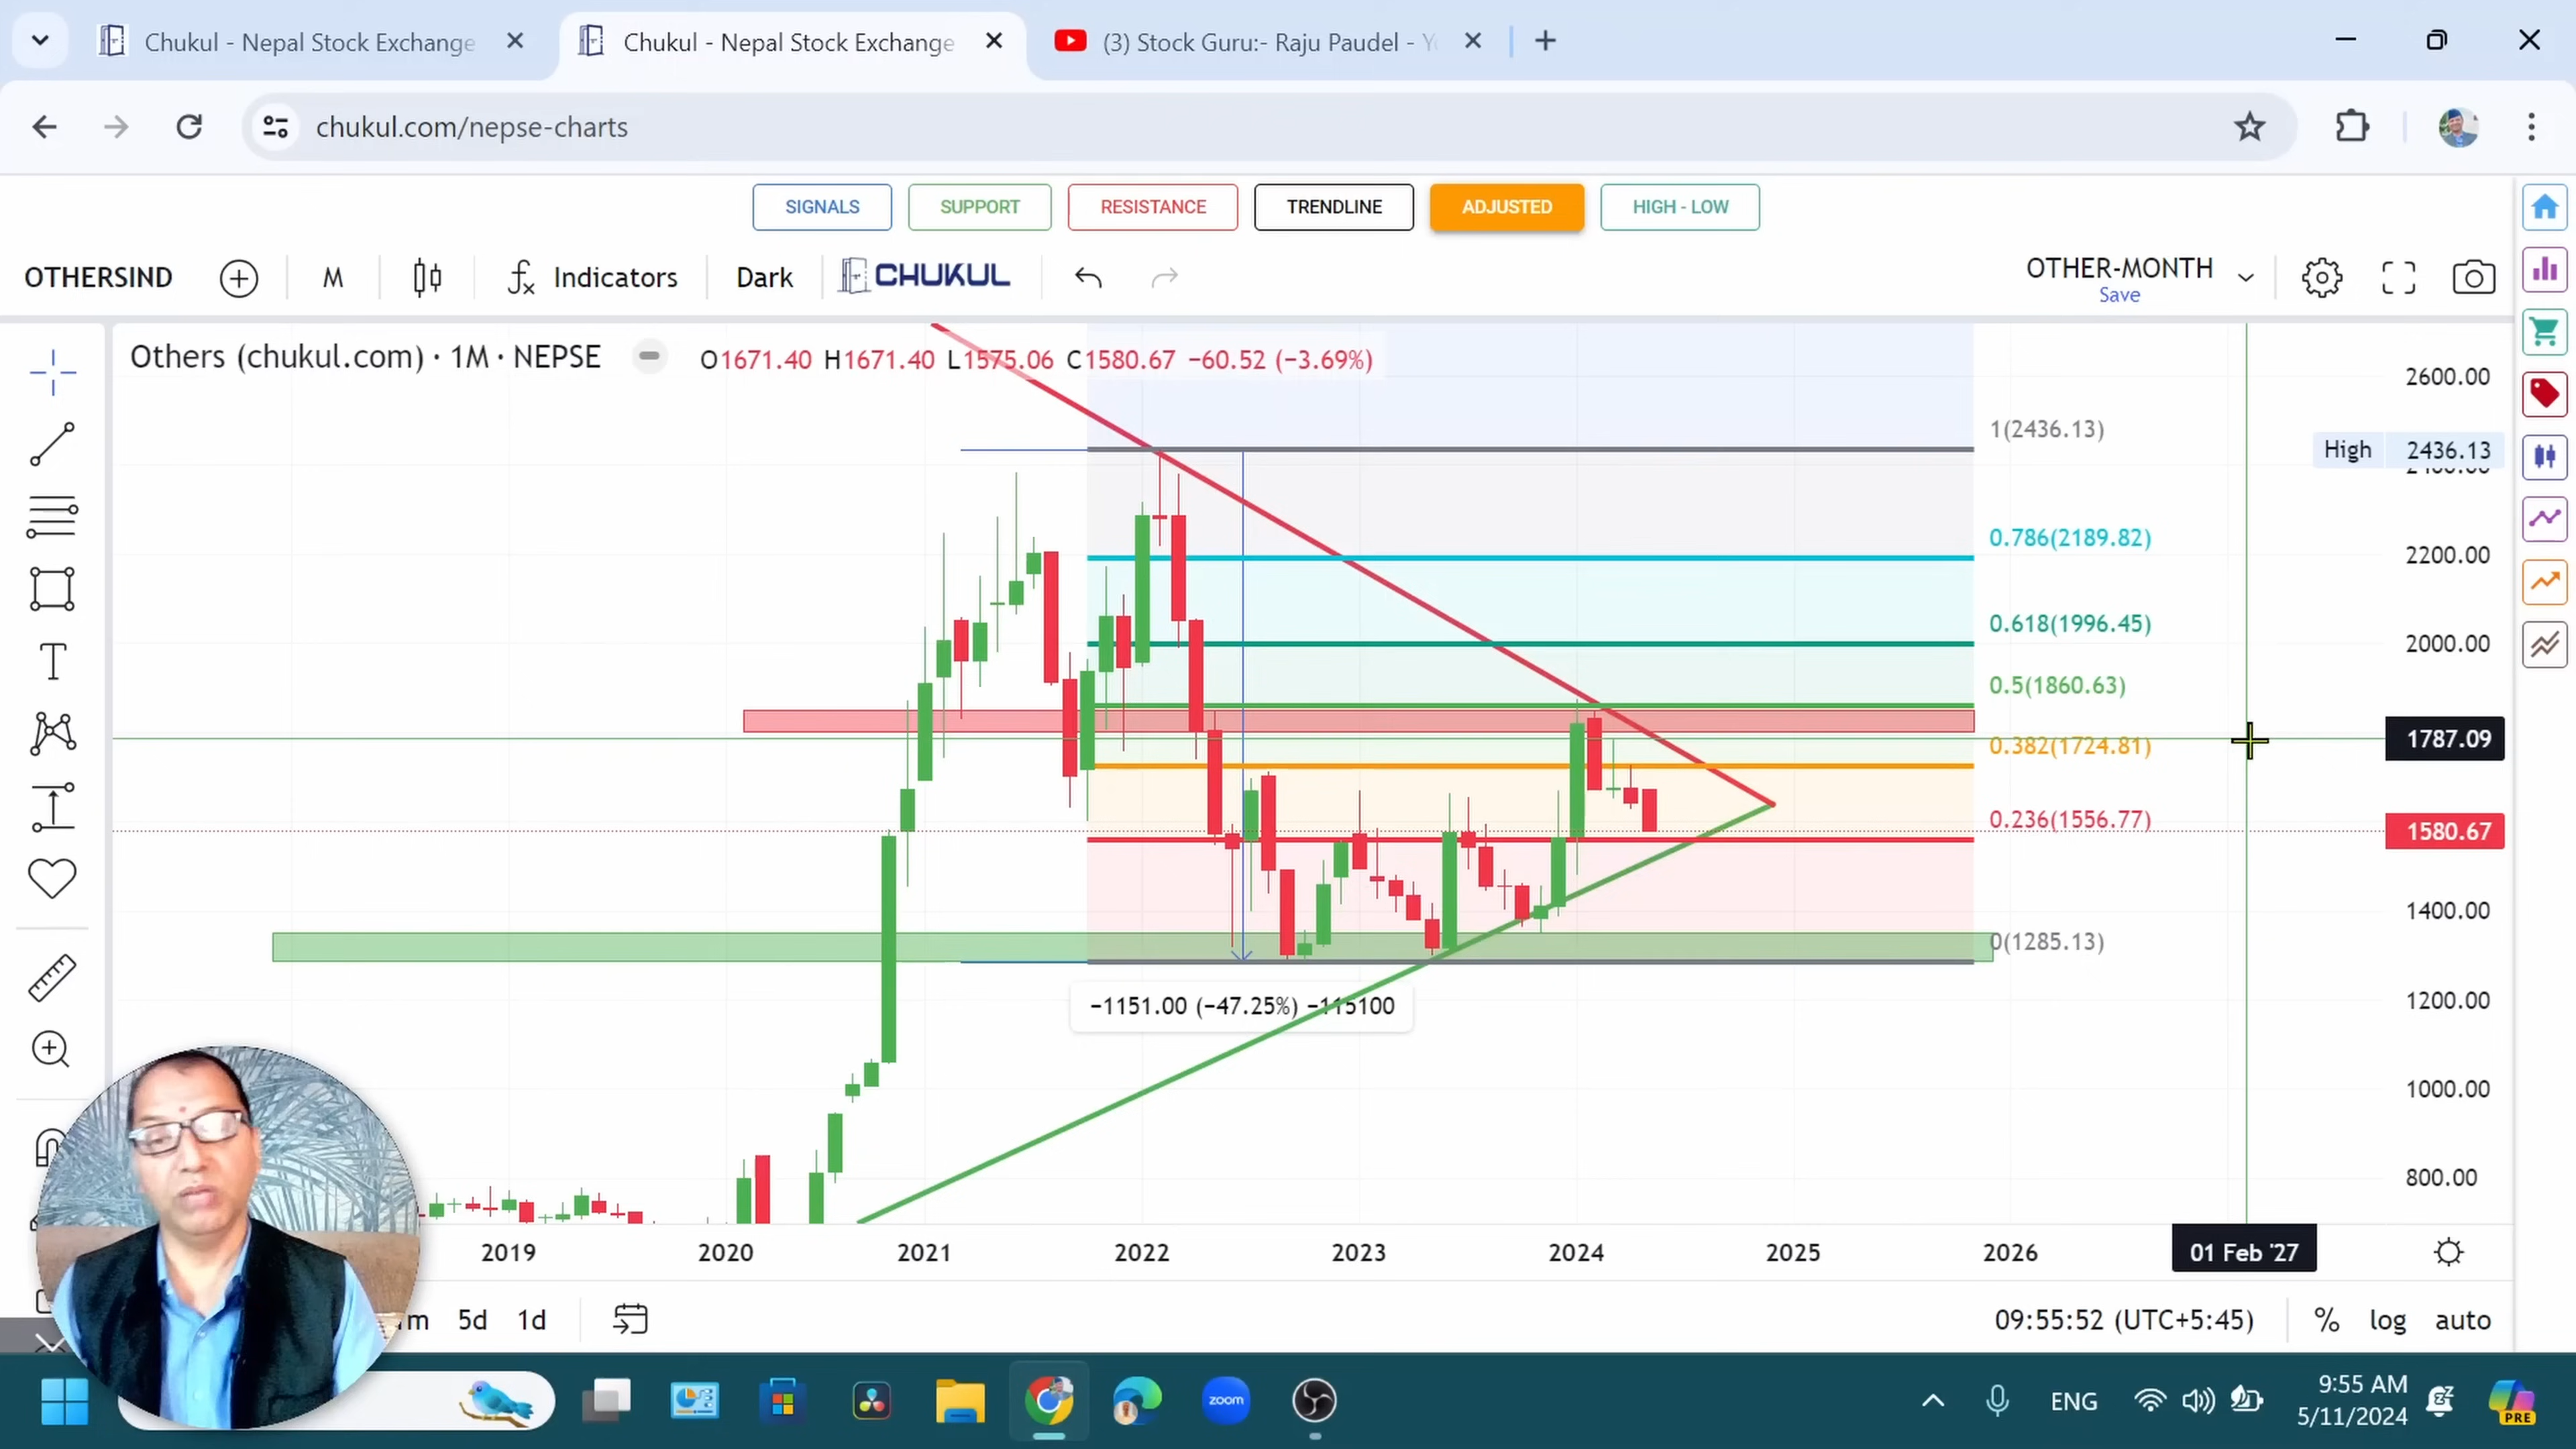 Chukul - Nepal Stock Exchange
Chukul - Nepal Stock Exchange
(3) Stock Guru:- Raju Paudel - Y
chukul.com/nepse-charts
SIGNALS
SUPPORT
RESISTANCE
TRENDLINE
ADJUSTED
HIGH - LOW
OTHERSIND
M
Indicators
Dark
CHUKUL
OTHER-MONTH
Save
Others (chukul.com) · 1M · NEPSE
O1671.40 H1671.40 L1575.06 C1580.67 −60.52 (−3.69%)
2600.00
1(2436.13)
High 2436.13
0.786(2189.82)
2200.00
0.618(1996.45)
2000.00
0.5(1860.63)
1787.09
0.382(1724.81)
0.236(1556.77)
1580.67
1400.00
0(1285.13)
−1151.00 (−47.25%) −115100
1200.00
1000.00
800.00
2019
2020
2021
2022
2023
2024
2025
2026
01 Feb '27
5d
1d
09:55:52 (UTC+5:45)
%
log
auto
zoom
ENG
9:55 AM
5/11/2024
PRE